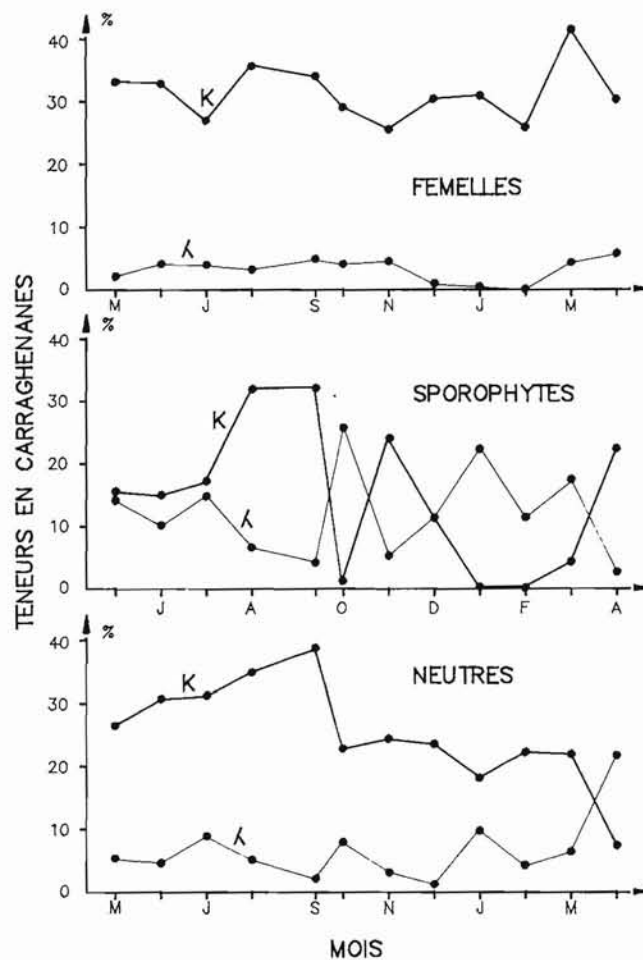 TENEURS EN CARRAGHENANES
%
40
30
20
10
0
K
FEMELLES
λ
M J S N J M
%
40
30
20
10
0
K
SPOROPHYTES
λ
J A O D F A
%
40
30
20
10
0
K
NEUTRES
λ
M J S N J M
MOIS